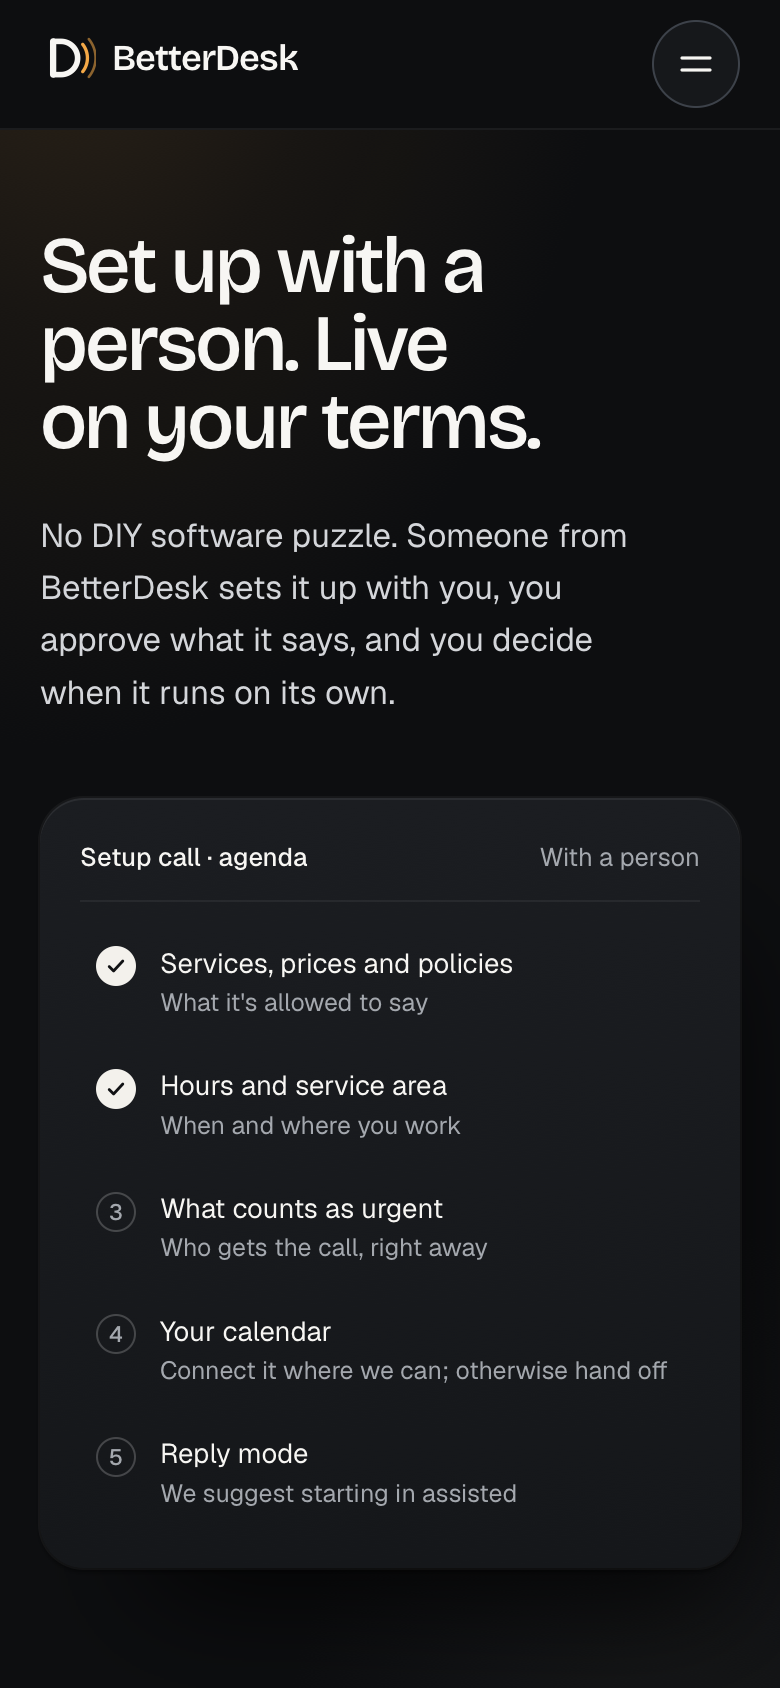 BetterDesk
Set up with a
person. Live
on your terms.
No DIY software puzzle. Someone from
BetterDesk sets it up with you, you
approve what it says, and you decide
when it runs on its own.
Setup call · agenda With a person
Services, prices and policies
What it's allowed to say
Hours and service area
When and where you work
3 What counts as urgent
Who gets the call, right away
4 Your calendar
Connect it where we can; otherwise hand off
5 Reply mode
We suggest starting in assisted